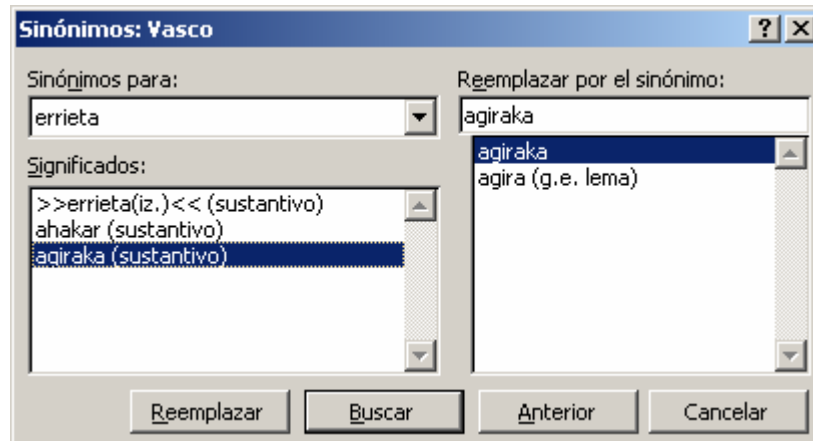 Sinónimos: Vasco
Sinónimos para:
errieta
Significados:
>>errieta(iz.)<< (sustantivo)
ahakar (sustantivo)
agiraka (sustantivo)
Reemplazar por el sinónimo:
agiraka
agiraka
agira (g.e. lema)
Reemplazar
Buscar
Anterior
Cancelar